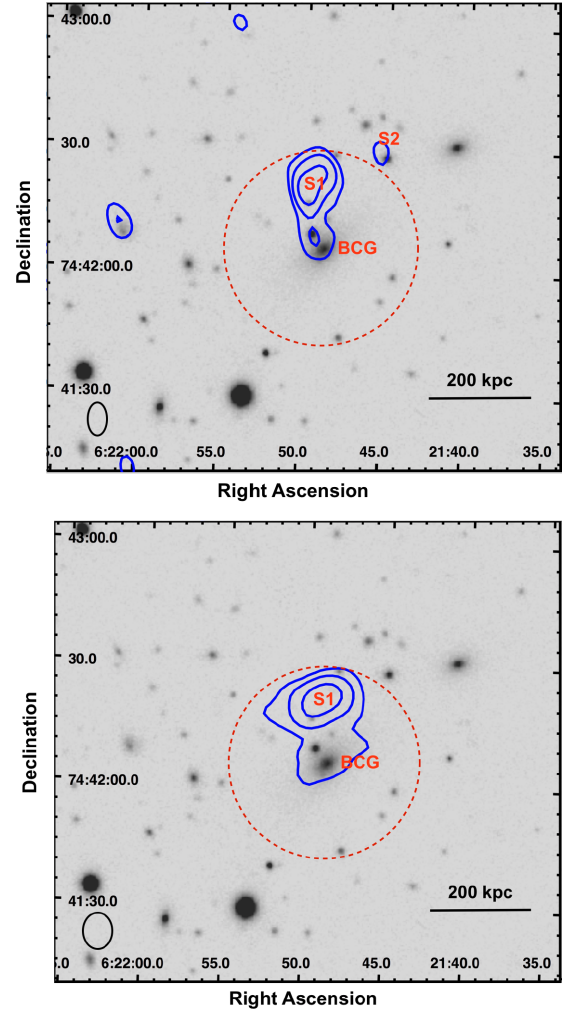 43:00.0
30.0
S2
S1
BCG
74:42:00.0
200 kpc
41:30.0
5.0 6:22:00.0 55.0 50.0 45.0 21:40.0 35.0
Declination
Right Ascension
43:00.0
30.0
S1
BCG
74:42:00.0
200 kpc
41:30.0
6:22:00.0 55.0 50.0 45.0 21:40.0 35.0
Declination
Right Ascension